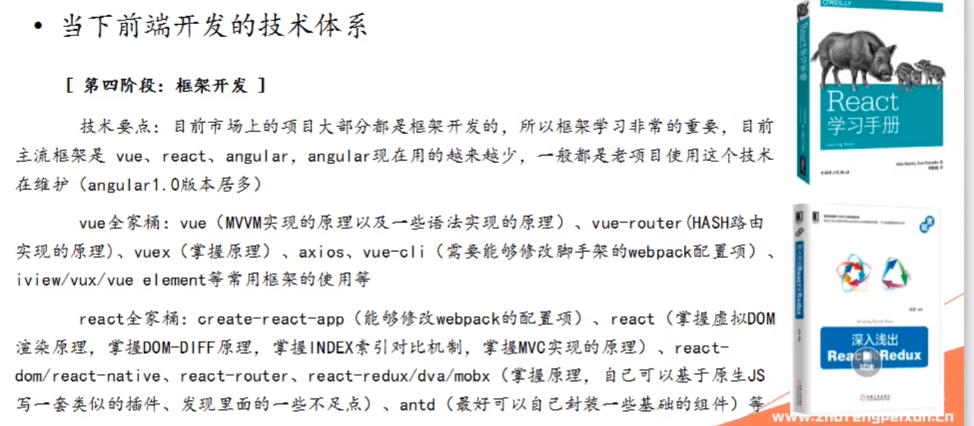 • 当下前端开发的技术体系
[ 第四阶段：框架开发 ]
技术要点：目前市场上的项目大部分都是框架开发的，所以框架学习非常的重要，目前
主流框架是 vue、react、angular，angular现在用的越来越少，一般都是老项目使用这个技术
在维护（angular1.0版本居多）
vue全家桶：vue（MVVM实现的原理以及一些语法实现的原理）、vue-router(HASH路由
实现的原理)、vuex（掌握原理）、axios、vue-cli（需要能够修改脚手架的webpack配置项）、
iview/vux/vue element等常用框架的使用等
react全家桶：create-react-app（能够修改webpack的配置项）、react（掌握虚拟DOM
渲染原理，掌握DOM-DIFF原理，掌握INDEX索引对比机制，掌握MVC实现的原理）、react-
dom/react-native、react-router、react-redux/dva/mobx（掌握原理，自己可以基于原生JS
写一套类似的插件、发现里面的一些不足点）、antd（最好可以自己封装一些基础的组件）等
O'REILLY
React学习手册
React
学习手册
深入浅出React和Redux
深入浅出
React和Redux
www.zhufengpeixun.cn